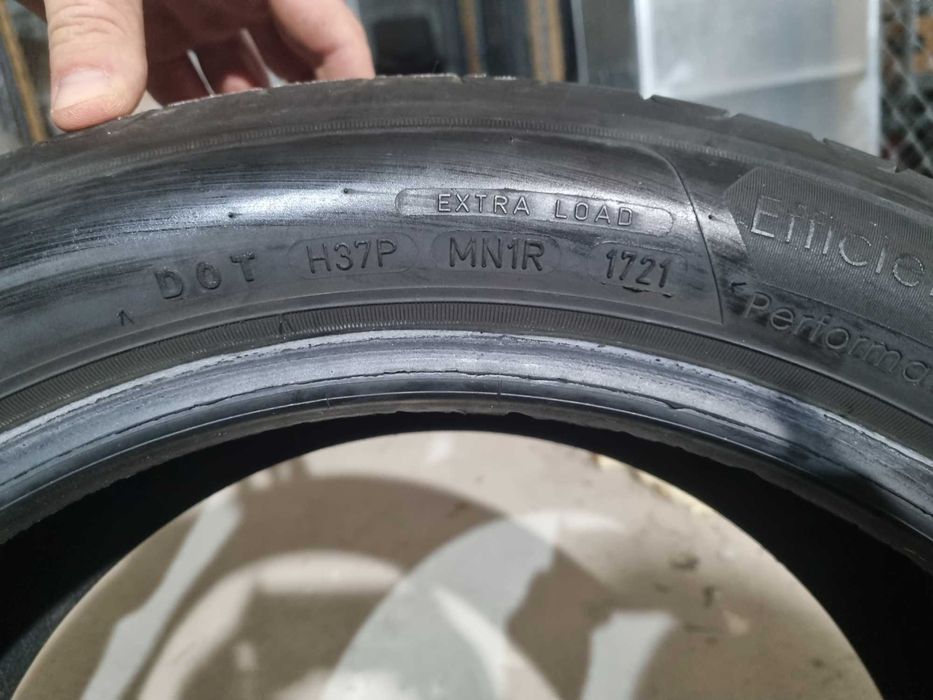 EXTRA LOAD
DOT H37P MN1R 1721